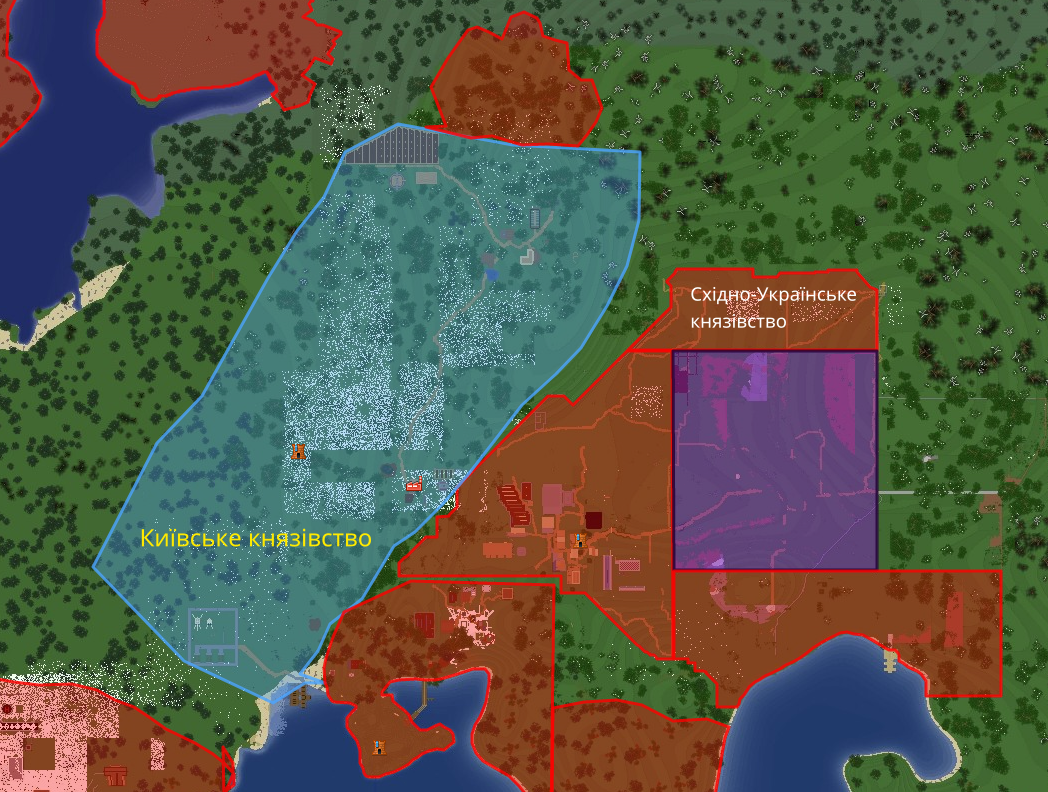 Східно-Українське
князівство
Київське князівство